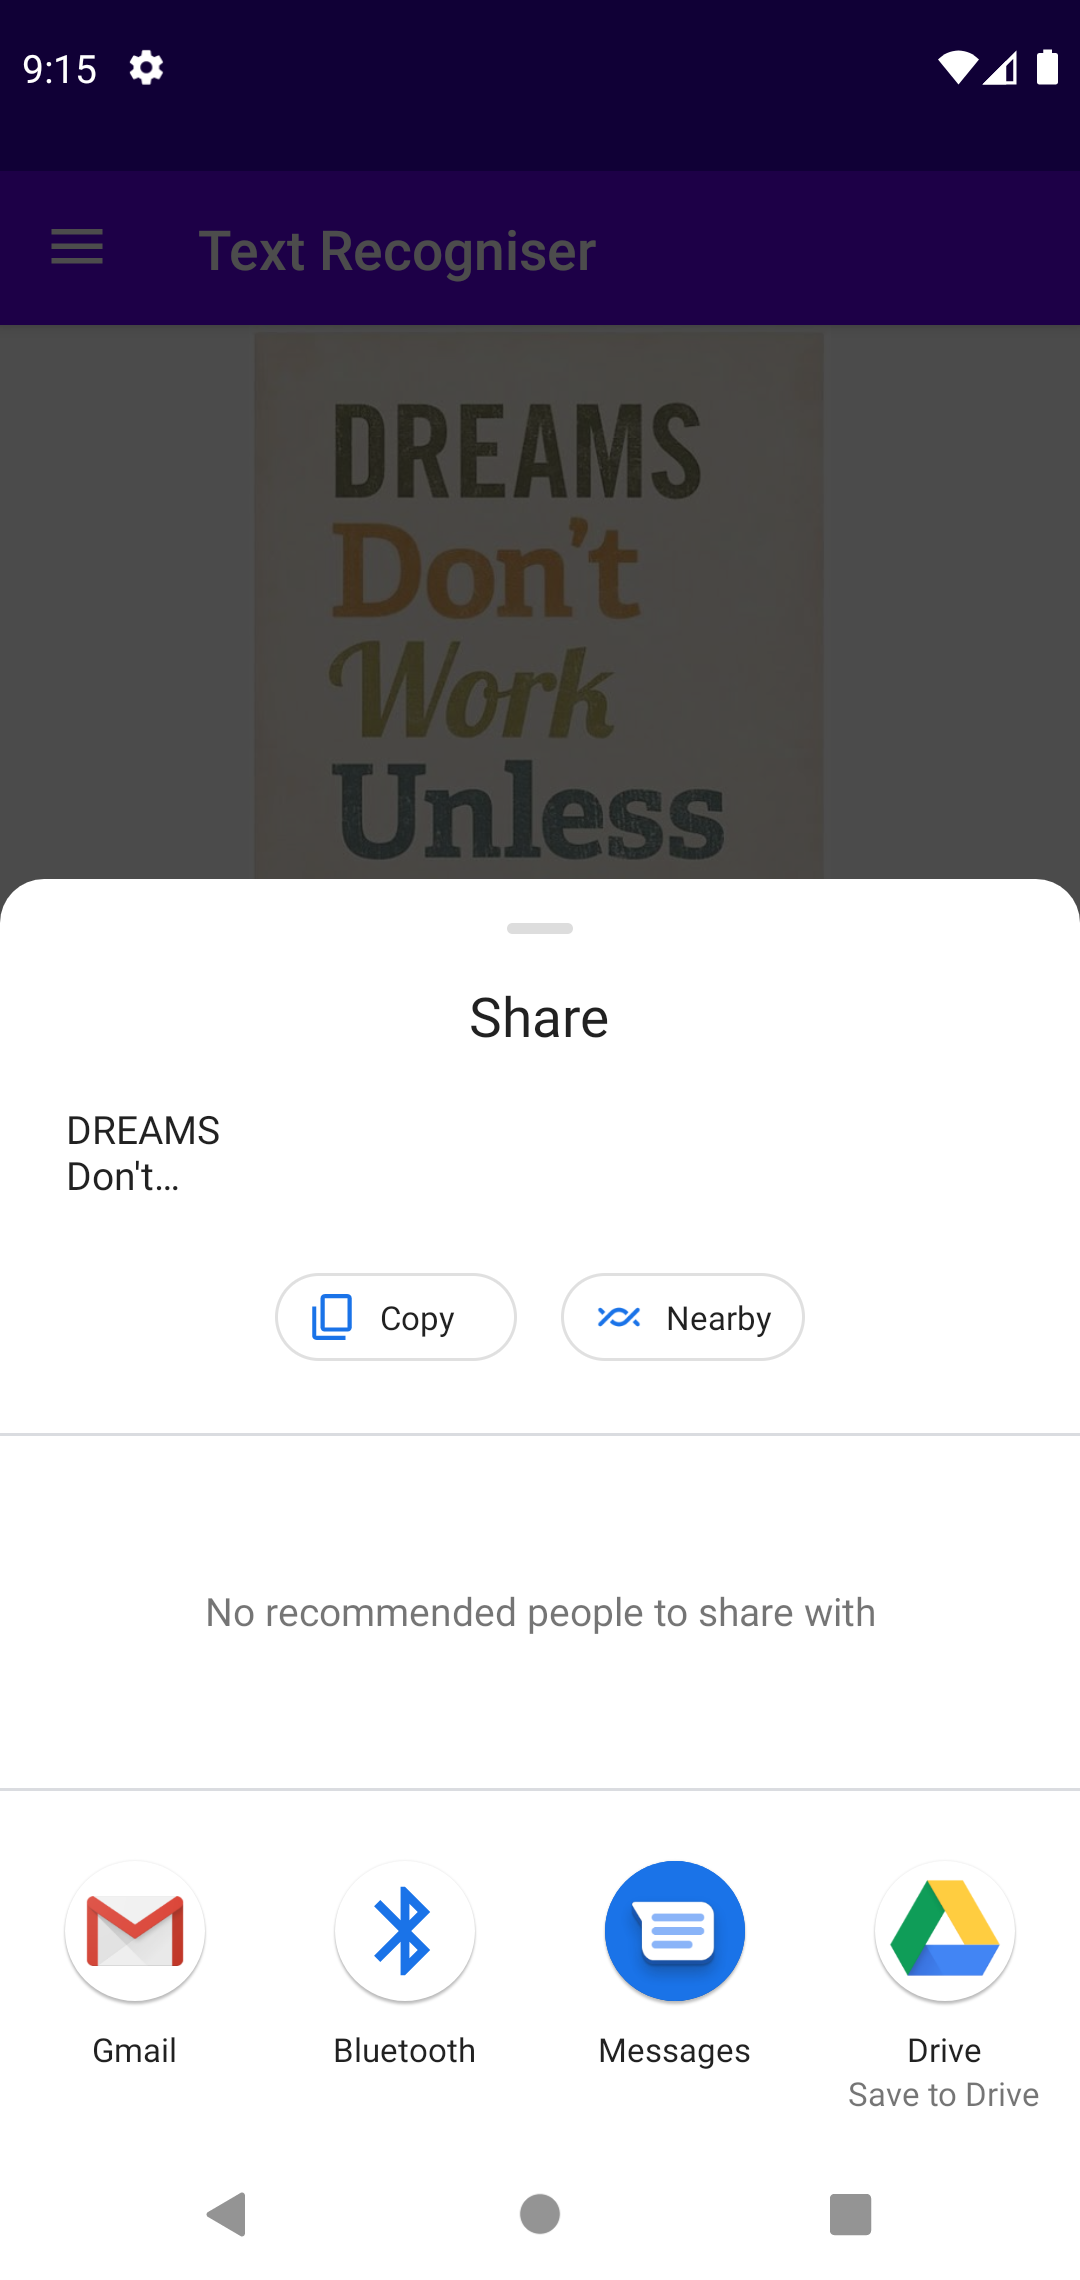 9:15
Text Recogniser
DREAMS
Don't
Work
Unless
Share
DREAMS
Don't...
Copy
Nearby
No recommended people to share with
Gmail
Bluetooth
Messages
Drive
Save to Drive